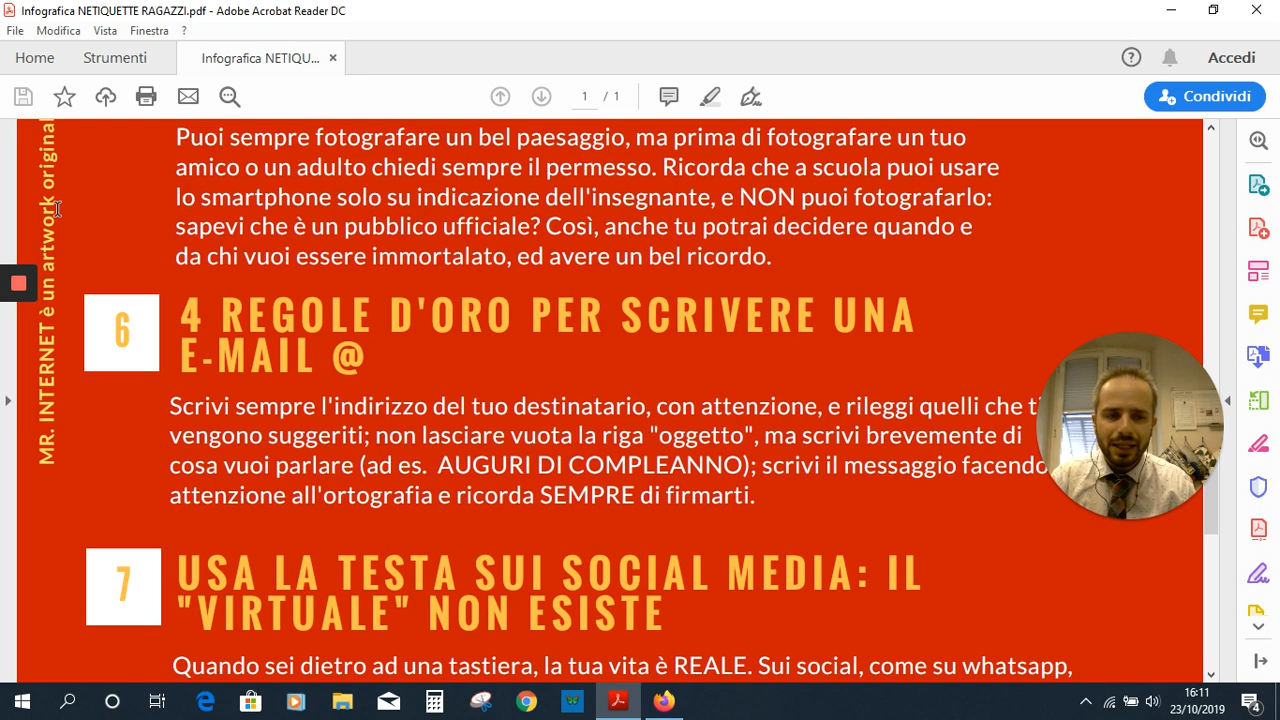 Infografica NETIQUETTE RAGAZZI.pdf - Adobe Acrobat Reader DC
File Modifica Vista Finestra ?
Home Strumenti Infografica NETIQU... × Accedi
1 / 1 Condividi
MR. INTERNET è un artwork original
Puoi sempre fotografare un bel paesaggio, ma prima di fotografare un tuo
amico o un adulto chiedi sempre il permesso. Ricorda che a scuola puoi usare
lo smartphone solo su indicazione dell'insegnante, e NON puoi fotografarlo:
sapevi che è un pubblico ufficiale? Così, anche tu potrai decidere quando e
da chi vuoi essere immortalato, ed avere un bel ricordo.
6
4 REGOLE D'ORO PER SCRIVERE UNA
E-MAIL @
Scrivi sempre l'indirizzo del tuo destinatario, con attenzione, e rileggi quelli che ti
vengono suggeriti; non lasciare vuota la riga "oggetto", ma scrivi brevemente di
cosa vuoi parlare (ad es. AUGURI DI COMPLEANNO); scrivi il messaggio facendo
attenzione all'ortografia e ricorda SEMPRE di firmarti.
7
USA LA TESTA SUI SOCIAL MEDIA: IL
"VIRTUALE" NON ESISTE
Quando sei dietro ad una tastiera, la tua vita è REALE. Sui social, come su whatsapp,
16:11
23/10/2019
4